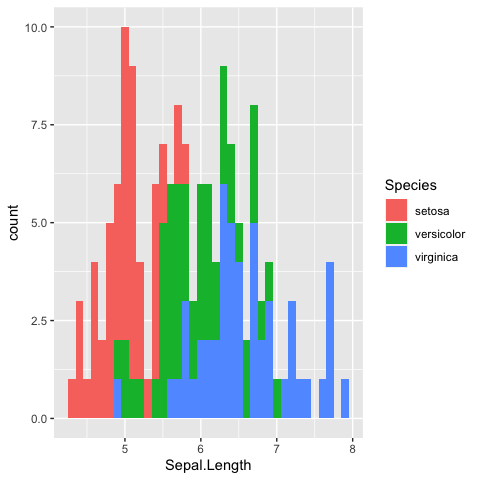 10.0
7.5
5.0
2.5
0.0
count
5 6 7 8
Sepal.Length
Species
setosa
versicolor
virginica